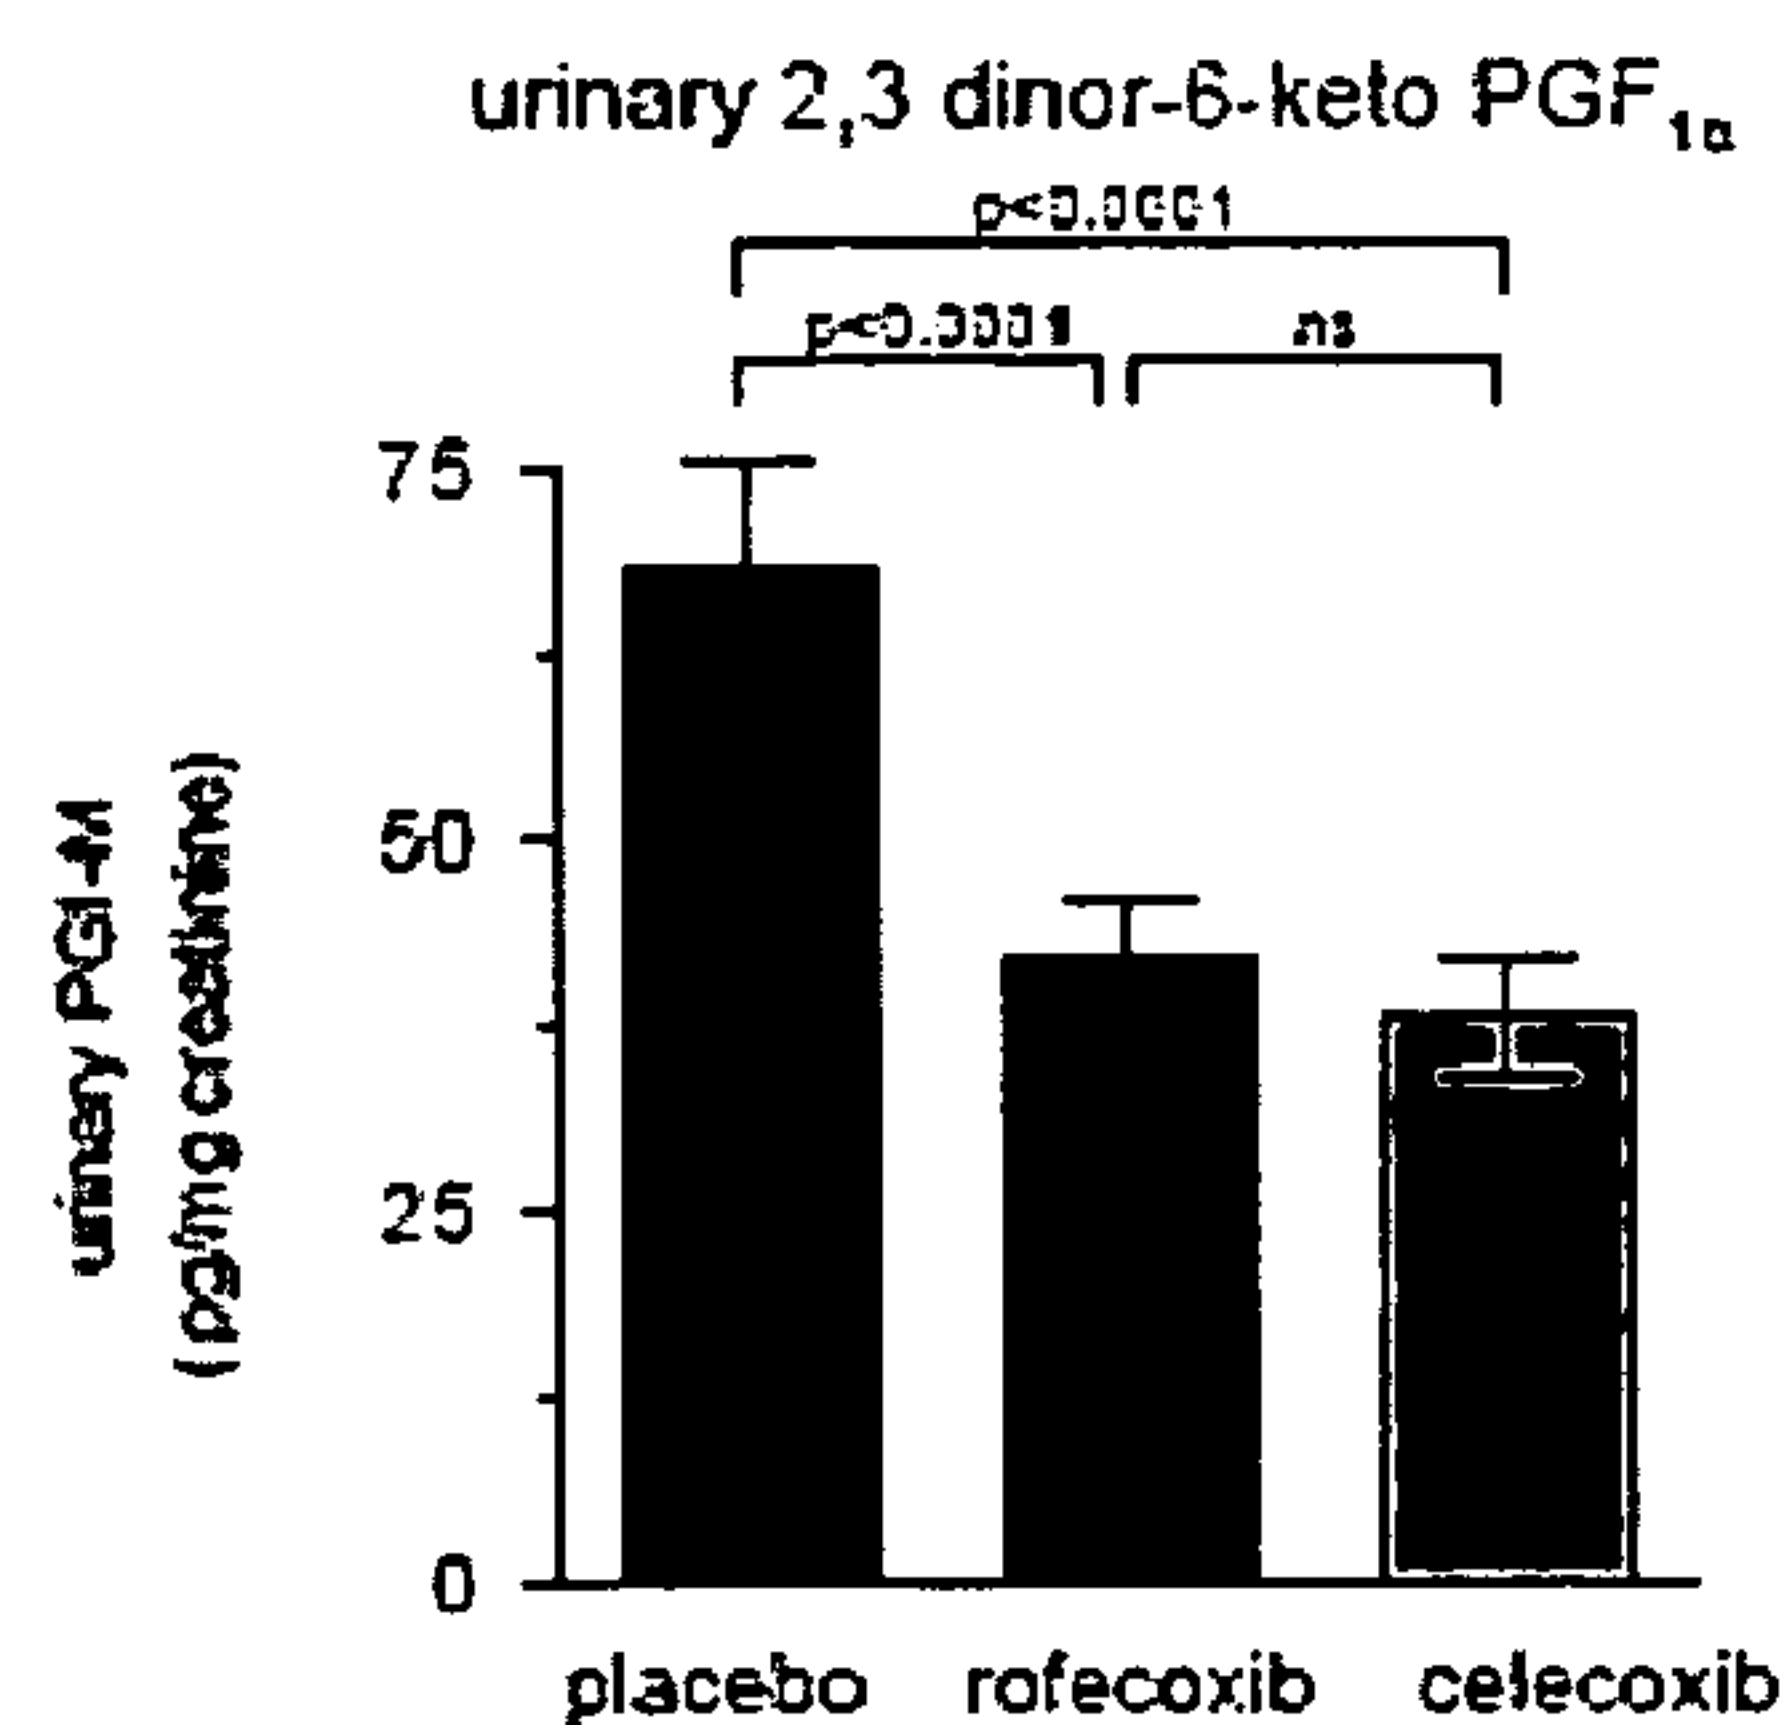 urinary 2,3 dinor-6-keto PGF1α
p<0.0001
p<0.0001
ns
75
50
25
0
urinary PGI-M
(pg/mg creatinine)
placebo
rofecoxib
celecoxib